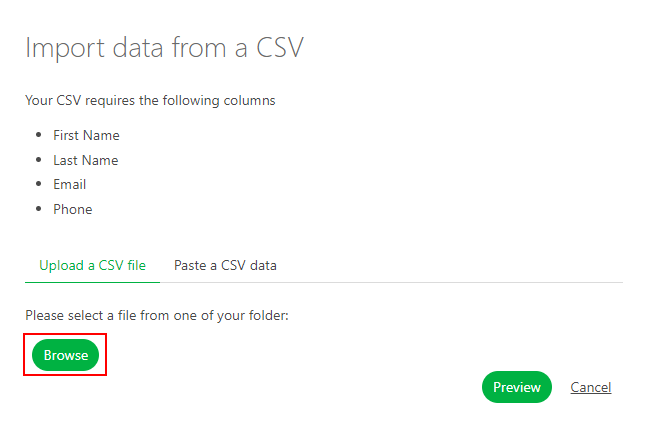 Import data from a CSV
Your CSV requires the following columns
First Name
Last Name
Email
Phone
Upload a CSV file Paste a CSV data
Please select a file from one of your folder:
Browse
Preview Cancel